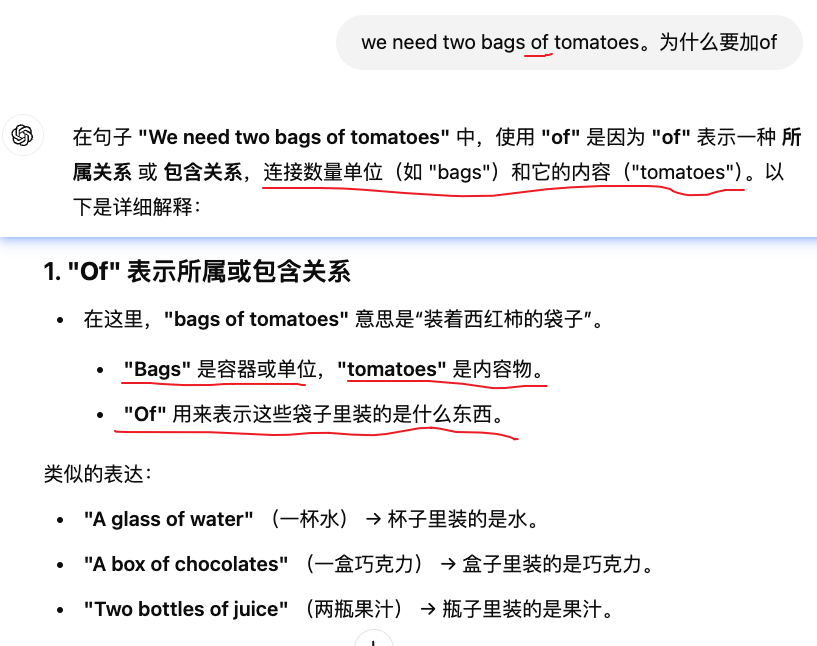 we need two bags of tomatoes。为什么要加of
在句子 "We need two bags of tomatoes" 中，使用 "of" 是因为 "of" 表示一种 所
属关系 或 包含关系，连接数量单位（如 "bags"）和它的内容（"tomatoes"）。以
下是详细解释：
1. "Of" 表示所属或包含关系
• 在这里，"bags of tomatoes" 意思是“装着西红柿的袋子”。
• "Bags" 是容器或单位，"tomatoes" 是内容物。
• "Of" 用来表示这些袋子里装的是什么东西。
类似的表达：
• "A glass of water" （一杯水） → 杯子里装的是水。
• "A box of chocolates" （一盒巧克力） → 盒子里装的是巧克力。
• "Two bottles of juice" （两瓶果汁） → 瓶子里装的是果汁。